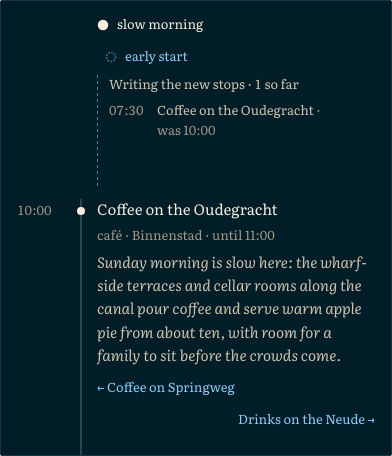 slow morning
early start
Writing the new stops · 1 so far
07:30 Coffee on the Oudegracht ·
was 10:00
10:00 Coffee on the Oudegracht
café · Binnenstad · until 11:00
Sunday morning is slow here: the wharf-
side terraces and cellar rooms along the
canal pour coffee and serve warm apple
pie from about ten, with room for a
family to sit before the crowds come.
← Coffee on Springweg
Drinks on the Neude →